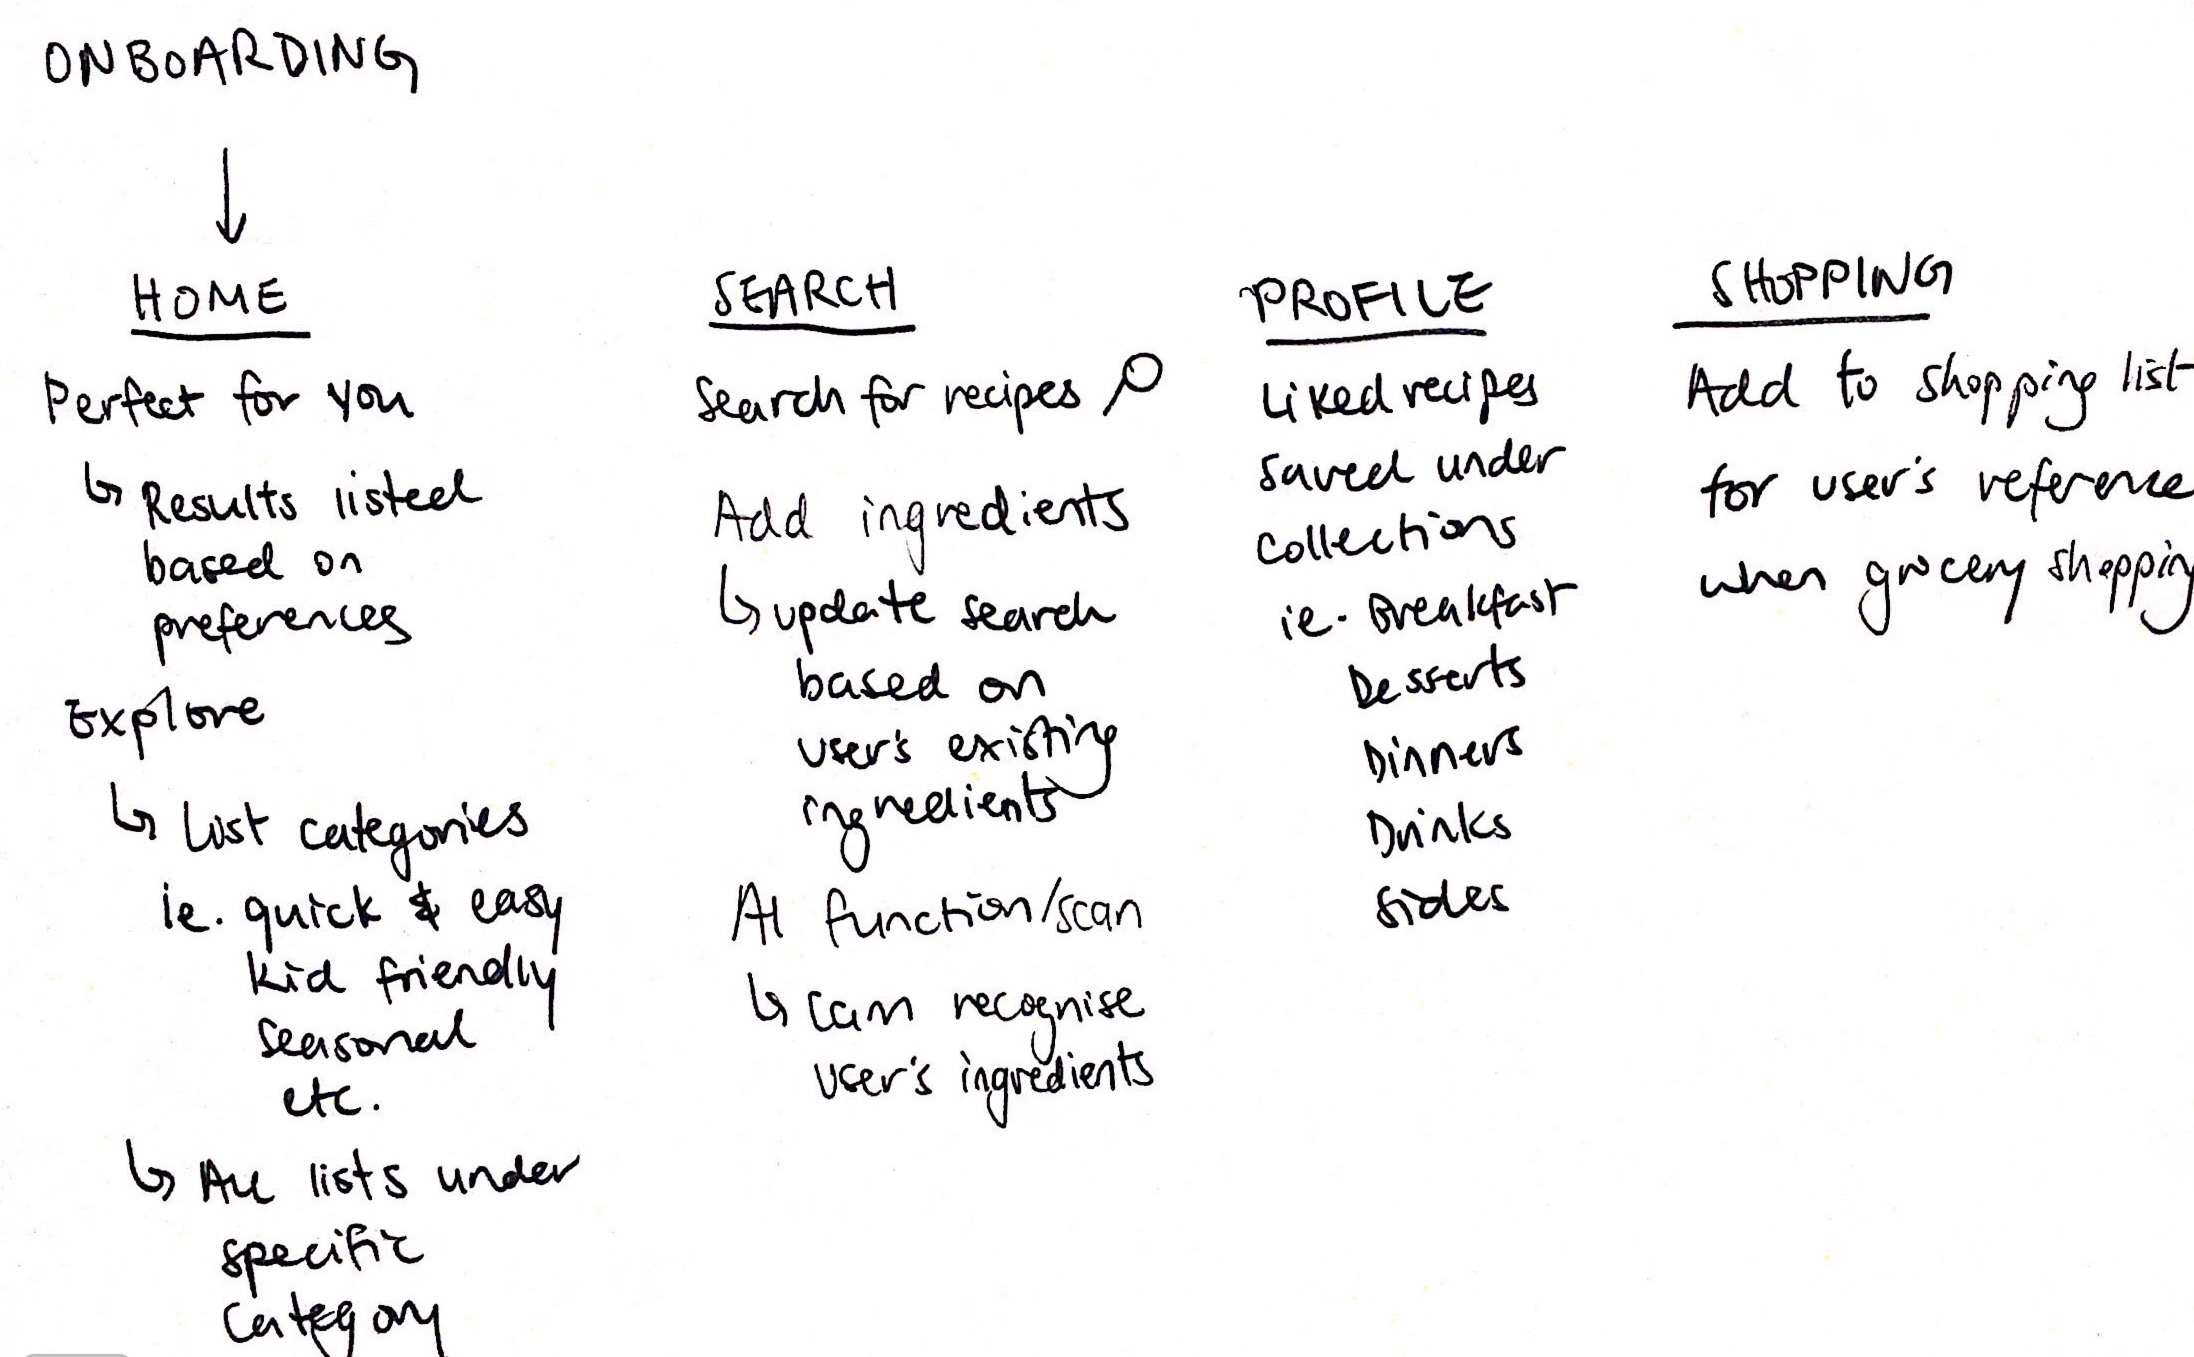 ONBOARDING
HOME
Perfect for you
Results listed
based on
preferences
Explore
List categories
ie. quick & easy
kid friendly
seasonal
etc.
All lists under
specific
category
SEARCH
Search for recipes
Add ingredients
update search
based on
user's existing
ingredients
AI function/scan
can recognise
user's ingredients
PROFILE
Liked recipes
saved under
collections
ie. Breakfast
Desserts
Dinners
Drinks
Sides
SHOPPING
Add to shopping list
for user's reference
when grocery shopping